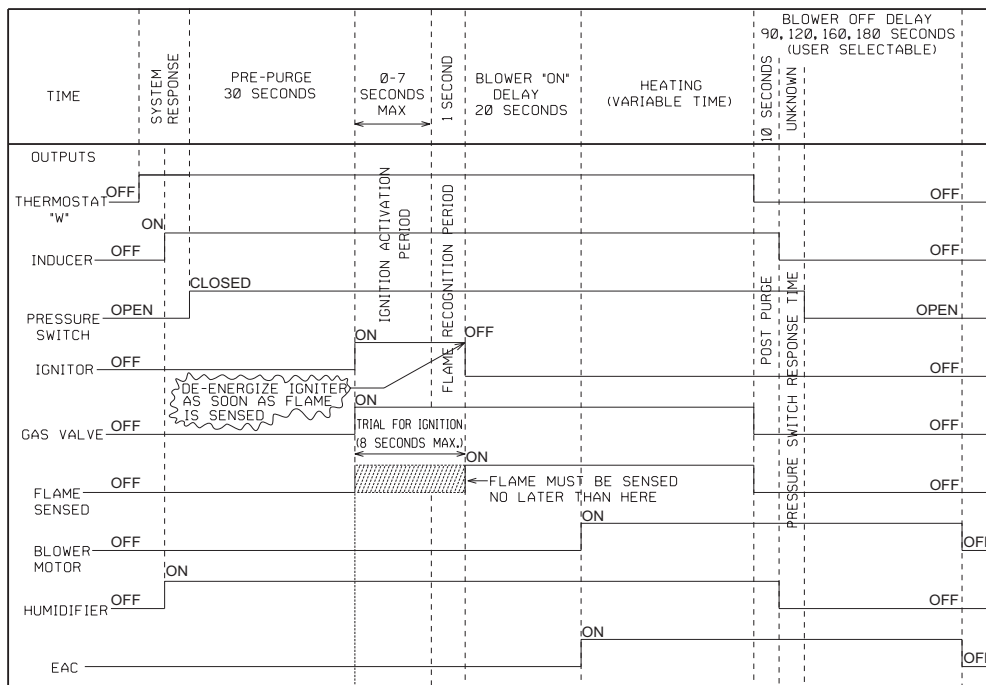 TIME
SYSTEM
RESPONSE
PRE-PURGE
30 SECONDS
0-7
SECONDS
MAX
1 SECOND
BLOWER "ON"
DELAY
20 SECONDS
HEATING
(VARIABLE TIME)
10 SECONDS
UNKNOWN
BLOWER OFF DELAY
90,120,160,180 SECONDS
(USER SELECTABLE)
OUTPUTS
THERMOSTAT
"W"
OFF
OFF
IGNITION ACTIVATION
PERIOD
FLAME RECOGNITION PERIOD
POST PURGE
PRESSURE SWITCH RESPONSE TIME
INDUCER
OFF
ON
OFF
PRESSURE
SWITCH
OPEN
CLOSED
OPEN
IGNITOR
OFF
ON
OFF
OFF
DE-ENERGIZE IGNITER
AS SOON AS FLAME
IS SENSED
GAS VALVE
OFF
ON
OFF
TRIAL FOR IGNITION
(8 SECONDS MAX.)
FLAME
SENSED
OFF
ON
OFF
FLAME MUST BE SENSED
NO LATER THAN HERE
BLOWER
MOTOR
OFF
ON
OFF
HUMIDIFIER
OFF
ON
OFF
EAC
ON
OFF